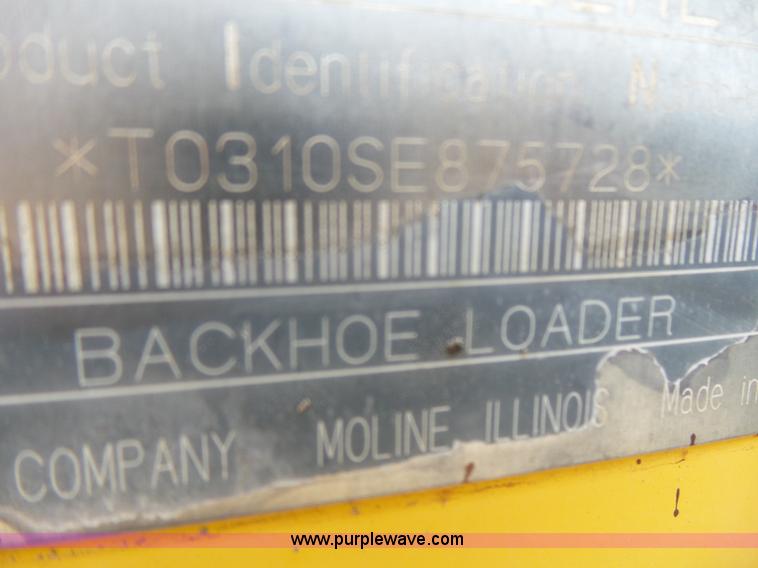 oduct Identification N
*T0310SE875728*
BACKHOE LOADER
COMPANY MOLINE ILLINOIS Made in
www.purplewave.com